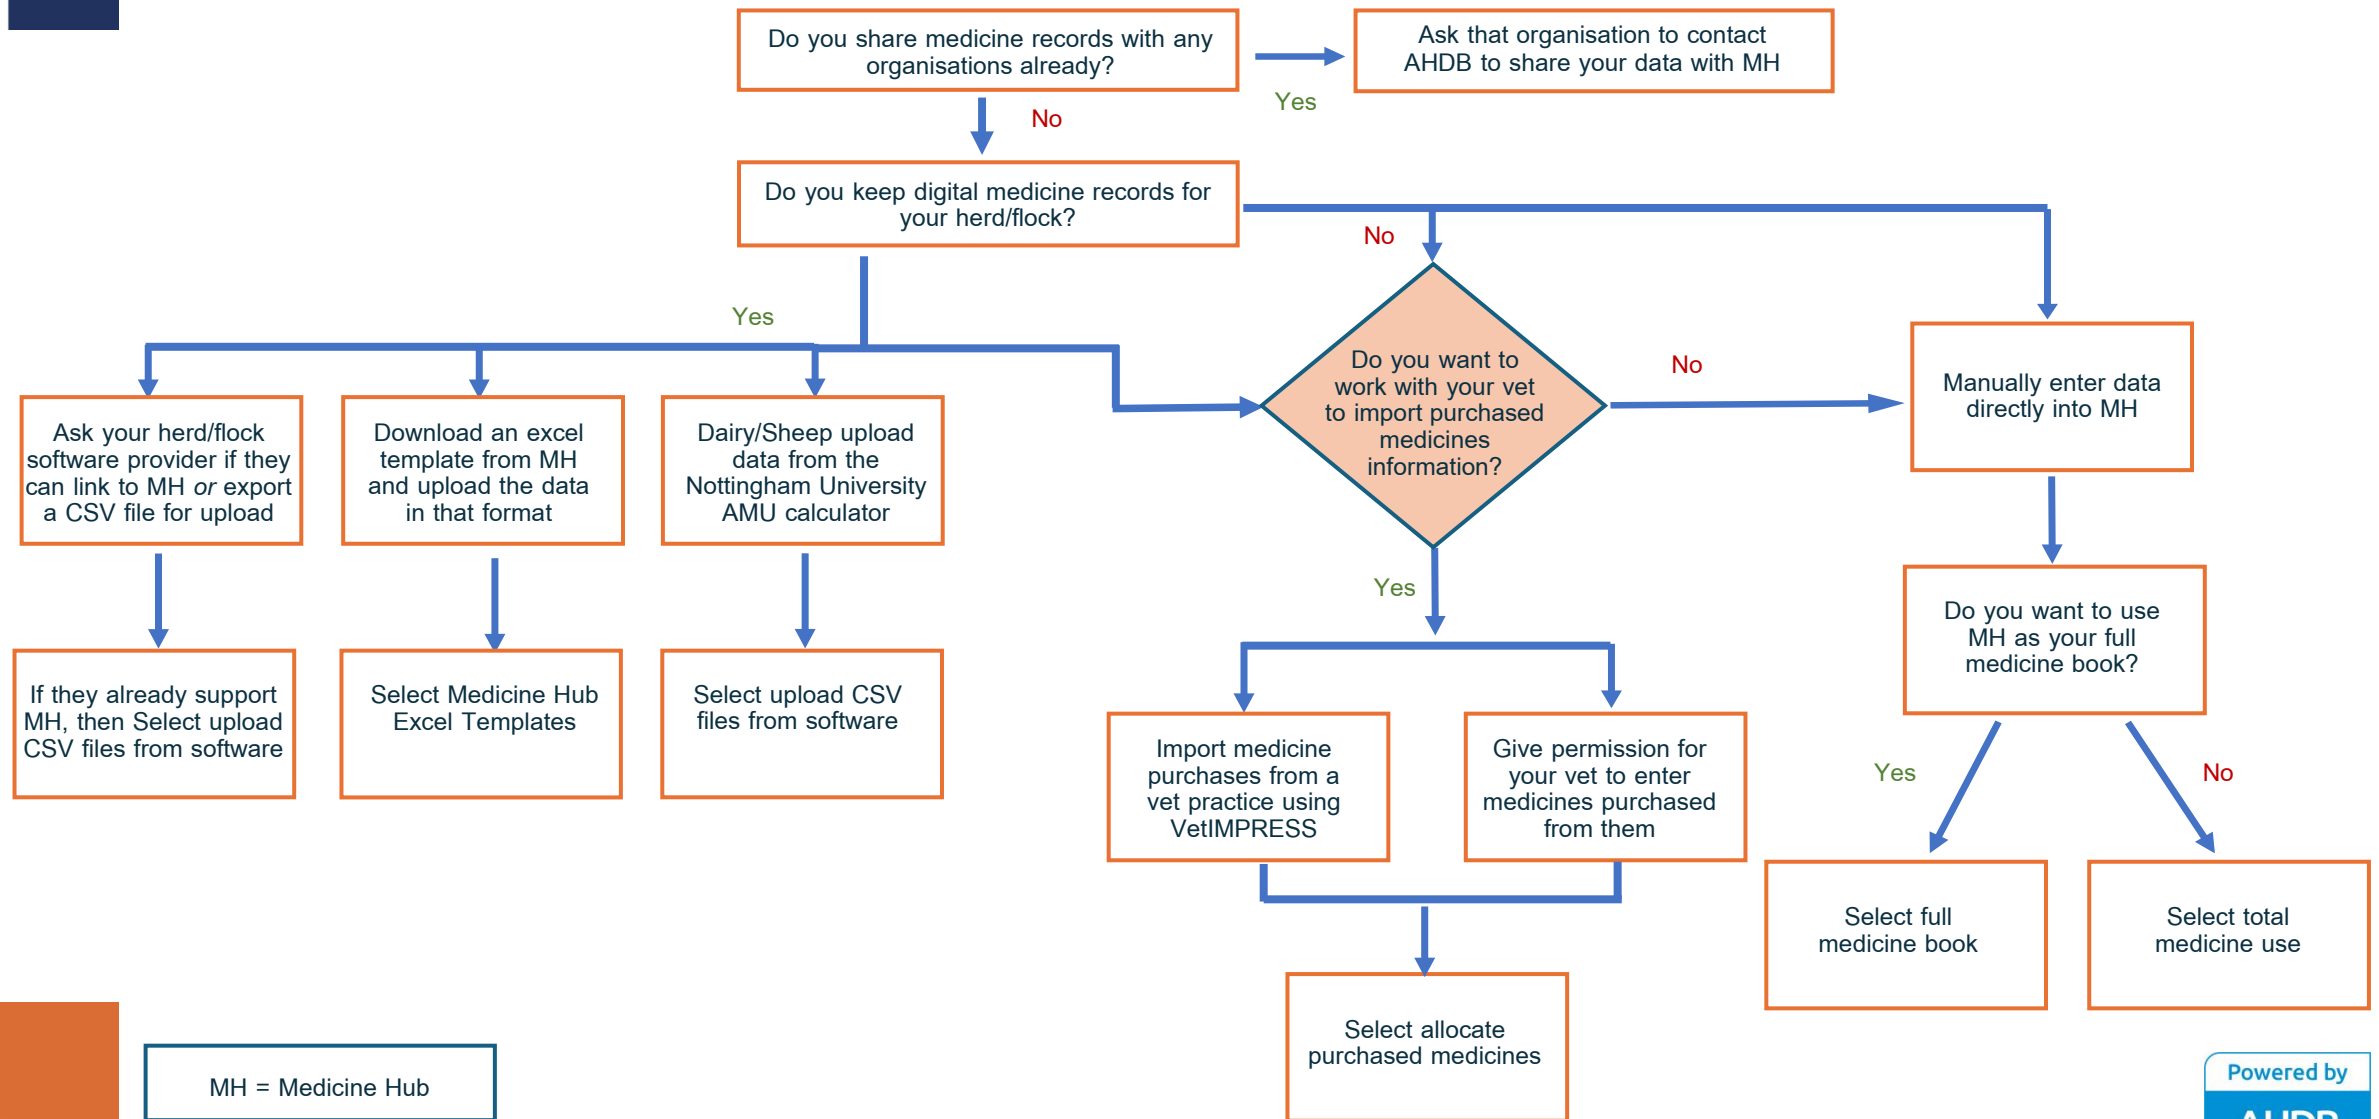 Do you share medicine records with any
organisations already?
Ask that organisation to contact
AHDB to share your data with MH
Yes
No
Do you keep digital medicine records for
your herd/flock?
No
Yes
Do you want to
work with your vet
to import purchased
medicines
information?
No
Manually enter data
directly into MH
Ask your herd/flock
software provider if they
can link to MH or export
a CSV file for upload
Download an excel
template from MH
and upload the data
in that format
Dairy/Sheep upload
data from the
Nottingham University
AMU calculator
Yes
Do you want to use
MH as your full
medicine book?
If they already support
MH, then Select upload
CSV files from software
Select Medicine Hub
Excel Templates
Select upload CSV
files from software
Import medicine
purchases from a
vet practice using
VetIMPRESS
Give permission for
your vet to enter
medicines purchased
from them
Yes
No
Select full
medicine book
Select total
medicine use
Select allocate
purchased medicines
MH = Medicine Hub
Powered by
AHDB